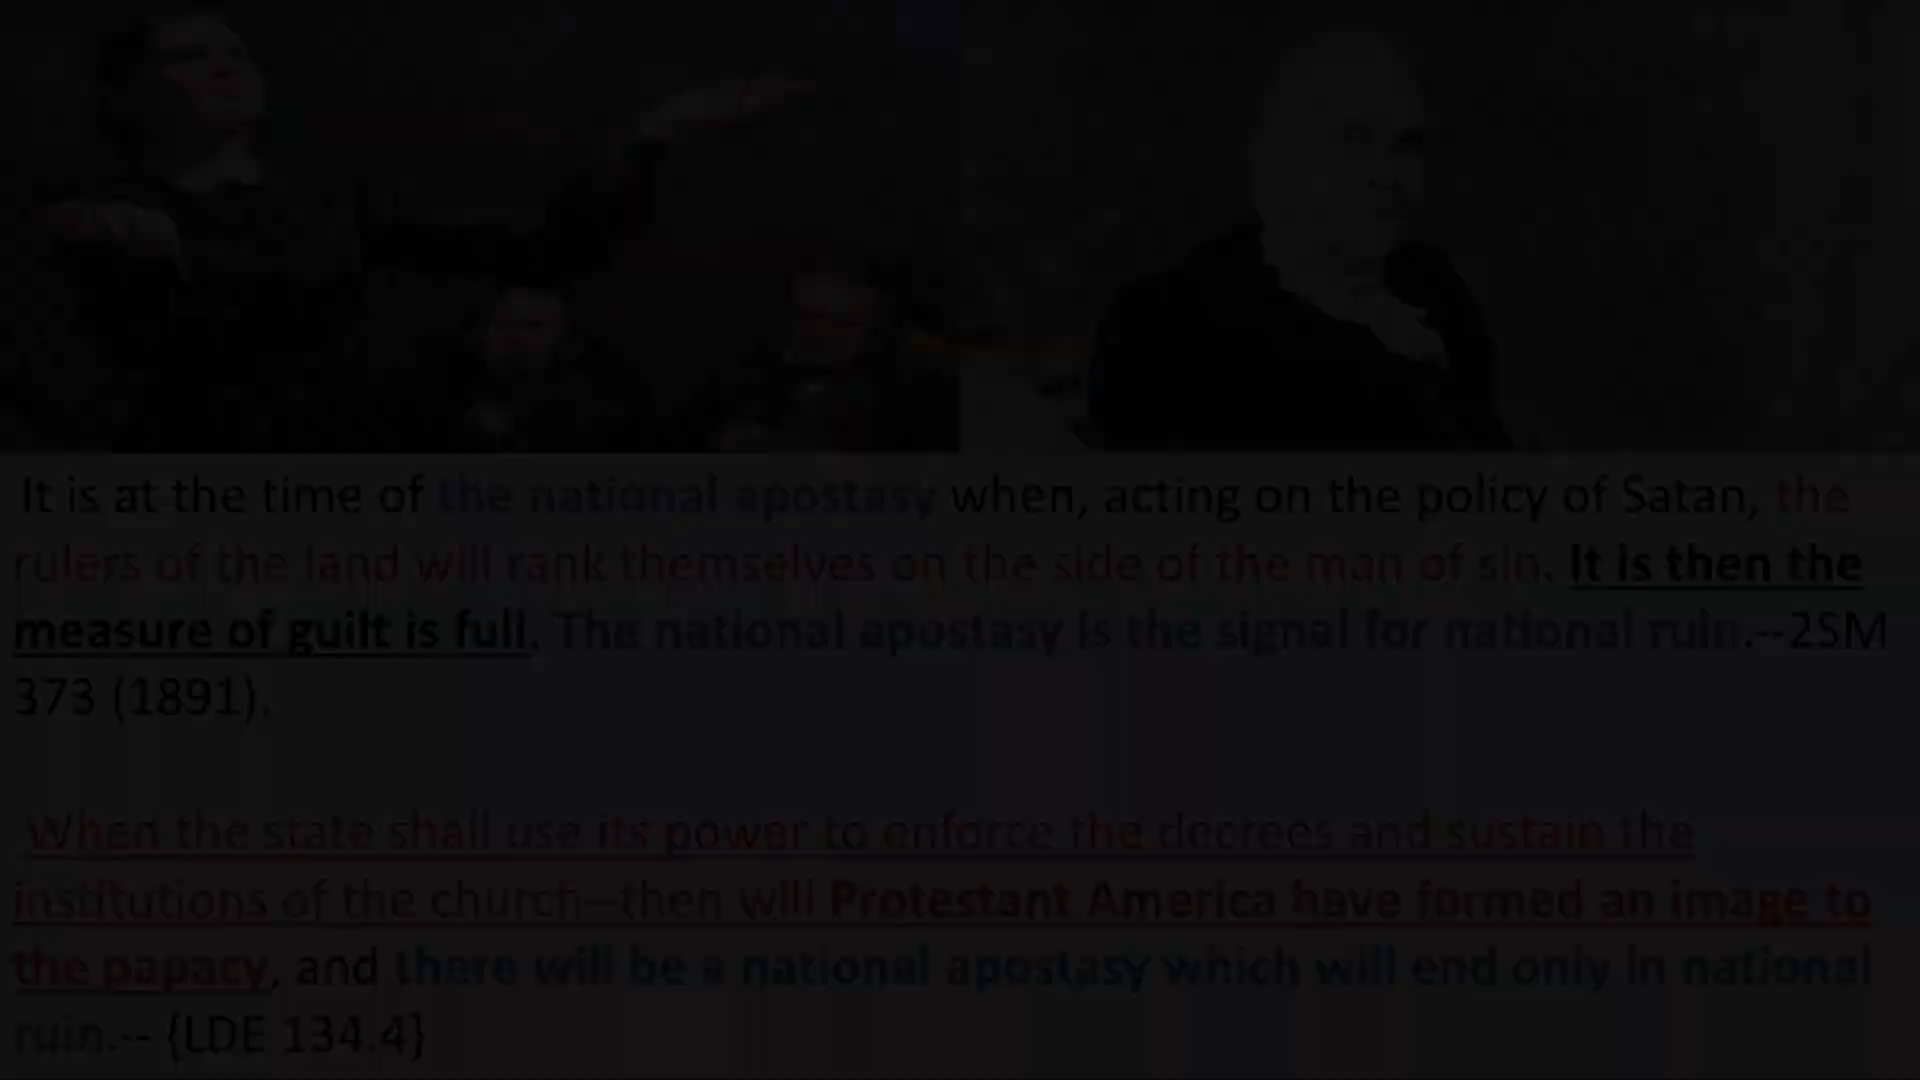 It is at the time of the national apostasy when, acting on the policy of Satan, the
rulers of the land will rank themselves on the side of the man of sin. It is then the
measure of guilt is full. The national apostasy is the signal for national ruin.--2SM
373 (1891).
When the state shall use its power to enforce the decrees and sustain the
institutions of the church—then will Protestant America have formed an image to
the papacy, and there will be a national apostasy which will end only in national
ruin.-- {LDE 134.4}